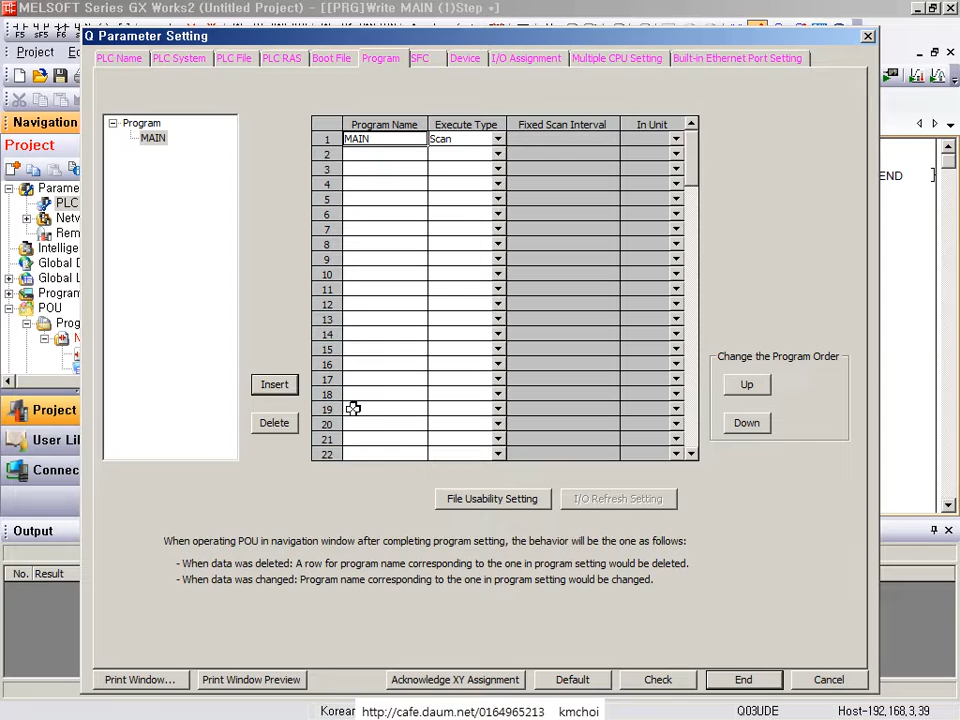 MELSOFT Series GX Works2 (Untitled Project) - [[PRG]Write MAIN (1)Step *]
Q Parameter Setting
Project
PLC Name
PLC System
PLC File
PLC RAS
Boot File
Program
SFC
Device
I/O Assignment
Multiple CPU Setting
Built-in Ethernet Port Setting
Navigation
Project
Parame
PLC
Netw
Rem
Intellige
Global D
Global L
Program
POU
Prog
Project
User Lib
Connec
Program
MAIN
Program Name
Execute Type
Fixed Scan Interval
In Unit
1 MAIN Scan
2
3
4
5
6
7
8
9
10
11
12
13
14
15
16
17
18
19
20
21
22
Insert
Delete
Change the Program Order
Up
Down
END
File Usability Setting
I/O Refresh Setting
When operating POU in navigation window after completing program setting, the behavior will be the one as follows:
- When data was deleted: A row for program name corresponding to the one in program setting would be deleted.
- When data was changed: Program name corresponding to the one in program setting would be changed.
Output
No. Result
Print Window...
Print Window Preview
Acknowledge XY Assignment
Default
Check
End
Cancel
Korean
http://cafe.daum.net/0164965213 kmchoi
Q03UDE
Host-192,168,3,39